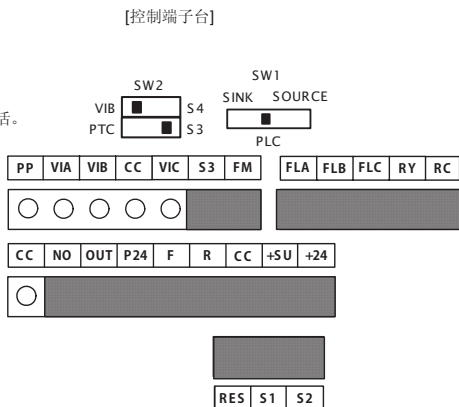 [控制端子台]
活。
SW2
SW1
VIB S4
SINK SOURCE
PTC S3
PLC
PP VIA VIB CC VIC S3 FM FLA FLB FLC RY RC
CC NO OUT P24 F R CC +SU +24
RES S1 S2